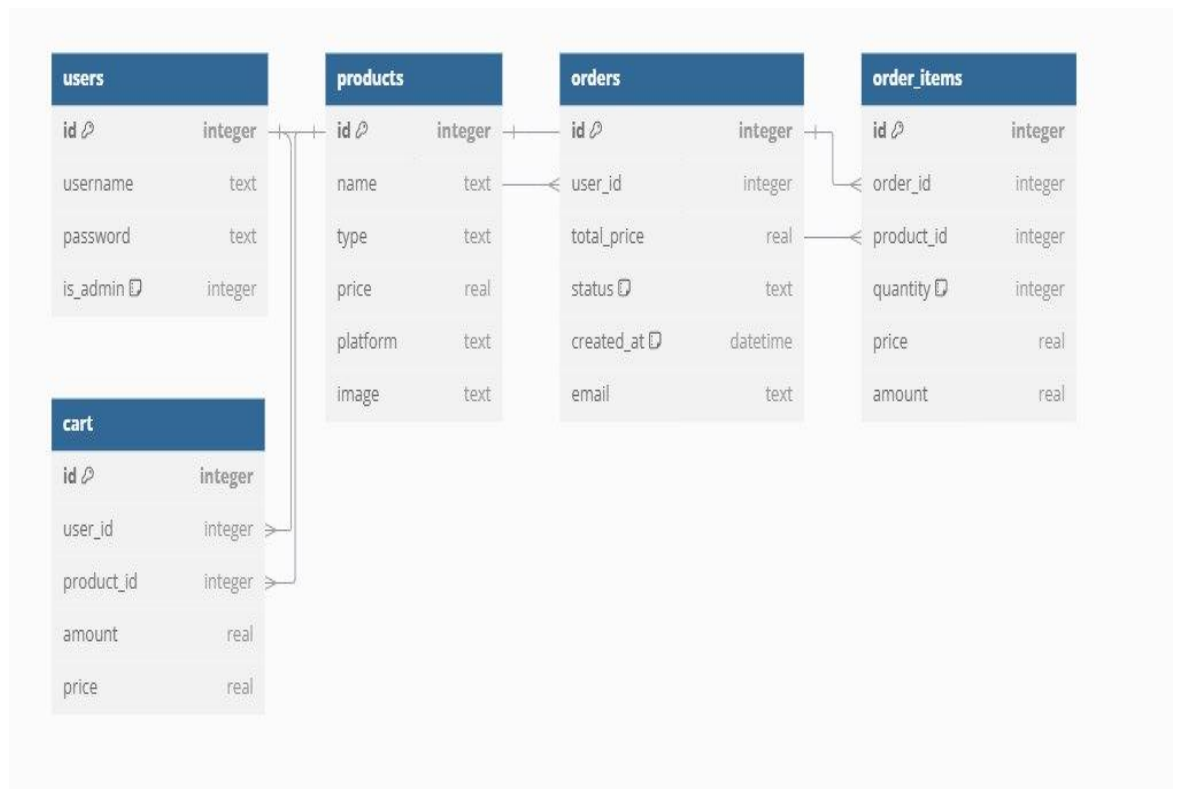 users
id integer
username text
password text
is_admin integer
products
id integer
name text
type text
price real
platform text
image text
orders
id integer
user_id integer
total_price real
status text
created_at datetime
email text
order_items
id integer
order_id integer
product_id integer
quantity integer
price real
amount real
cart
id integer
user_id integer
product_id integer
amount real
price real